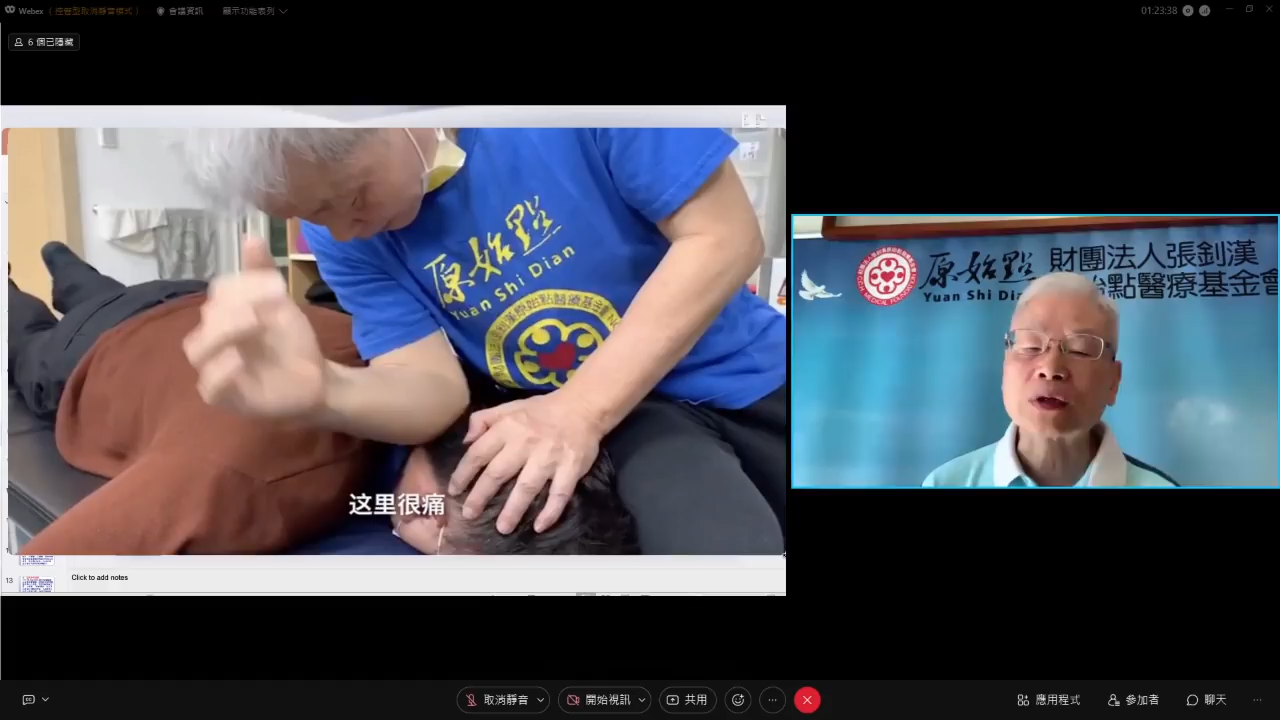 Webex
會議資訊
顯示功能表列
01:23:38
6 個已隱藏
原始點
Yuan Shi Dian
这里很痛
13
Click to add notes
原始點
Yuan Shi Di
財團法人張釗漢
始點醫療基金會
取消靜音
開始視訊
共用
應用程式
參加者
聊天